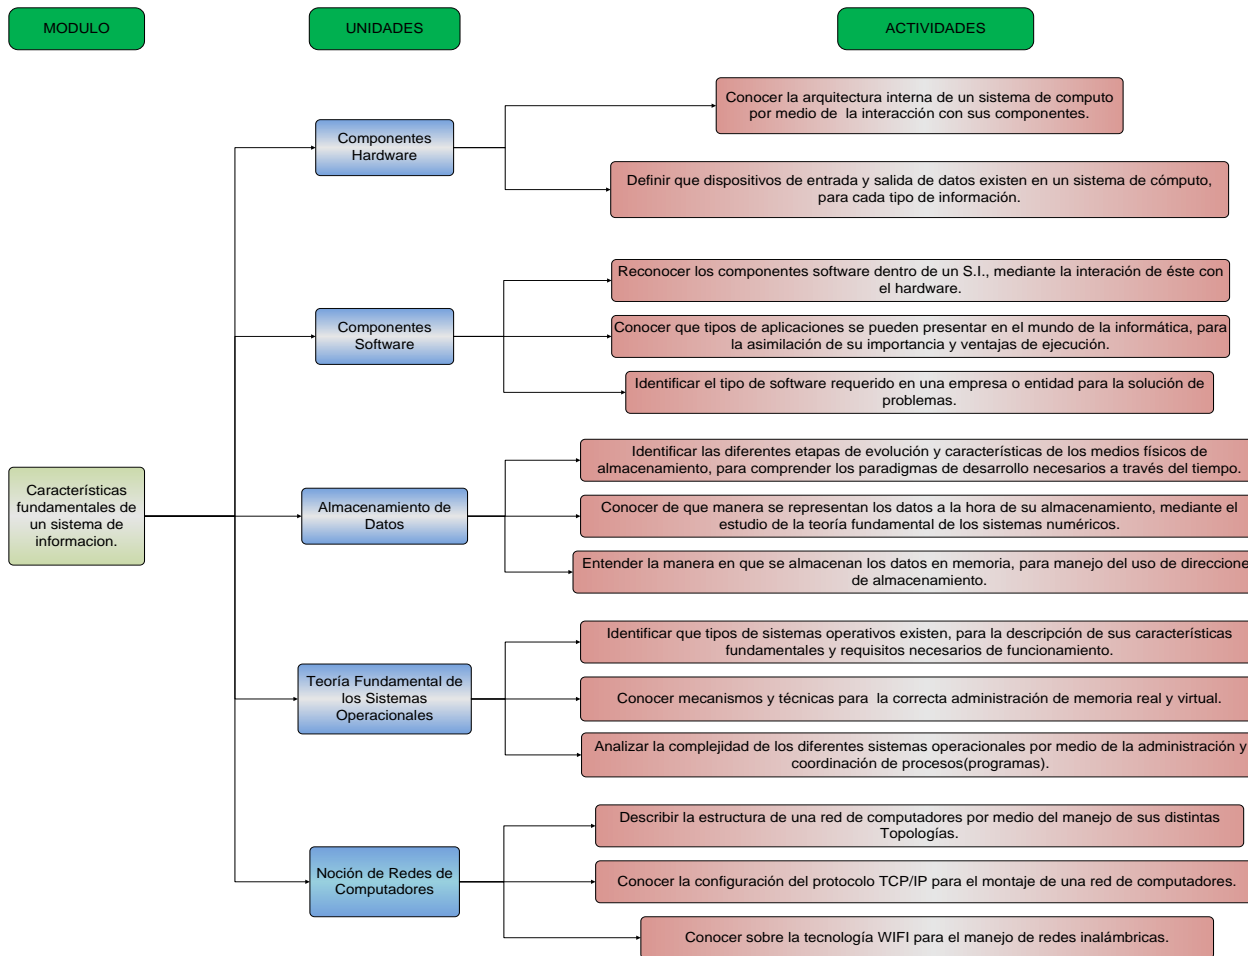 MODULO
UNIDADES
ACTIVIDADES
Características
fundamentales de
un sistema de
informacion.
Componentes
Hardware
Conocer la arquitectura interna de un sistema de computo
por medio de la interacción con sus componentes.
Definir que dispositivos de entrada y salida de datos existen en un sistema de cómputo,
para cada tipo de información.
Componentes
Software
Reconocer los componentes software dentro de un S.I., mediante la interación de éste con
el hardware.
Conocer que tipos de aplicaciones se pueden presentar en el mundo de la informática, para
la asimilación de su importancia y ventajas de ejecución.
Identificar el tipo de software requerido en una empresa o entidad para la solución de
problemas.
Almacenamiento de
Datos
Identificar las diferentes etapas de evolución y características de los medios físicos de
almacenamiento, para comprender los paradigmas de desarrollo necesarios a través del tiempo.
Conocer de que manera se representan los datos a la hora de su almacenamiento, mediante el
estudio de la teoría fundamental de los sistemas numéricos.
Entender la manera en que se almacenan los datos en memoria, para manejo del uso de direccione
de almacenamiento.
Teoría Fundamental de
los Sistemas
Operacionales
Identificar que tipos de sistemas operativos existen, para la descripción de sus características
fundamentales y requisitos necesarios de funcionamiento.
Conocer mecanismos y técnicas para la correcta administración de memoria real y virtual.
Analizar la complejidad de los diferentes sistemas operacionales por medio de la administración y
coordinación de procesos(programas).
Noción de Redes de
Computadores
Describir la estructura de una red de computadores por medio del manejo de sus distintas
Topologías.
Conocer la configuración del protocolo TCP/IP para el montaje de una red de computadores.
Conocer sobre la tecnología WIFI para el manejo de redes inalámbricas.